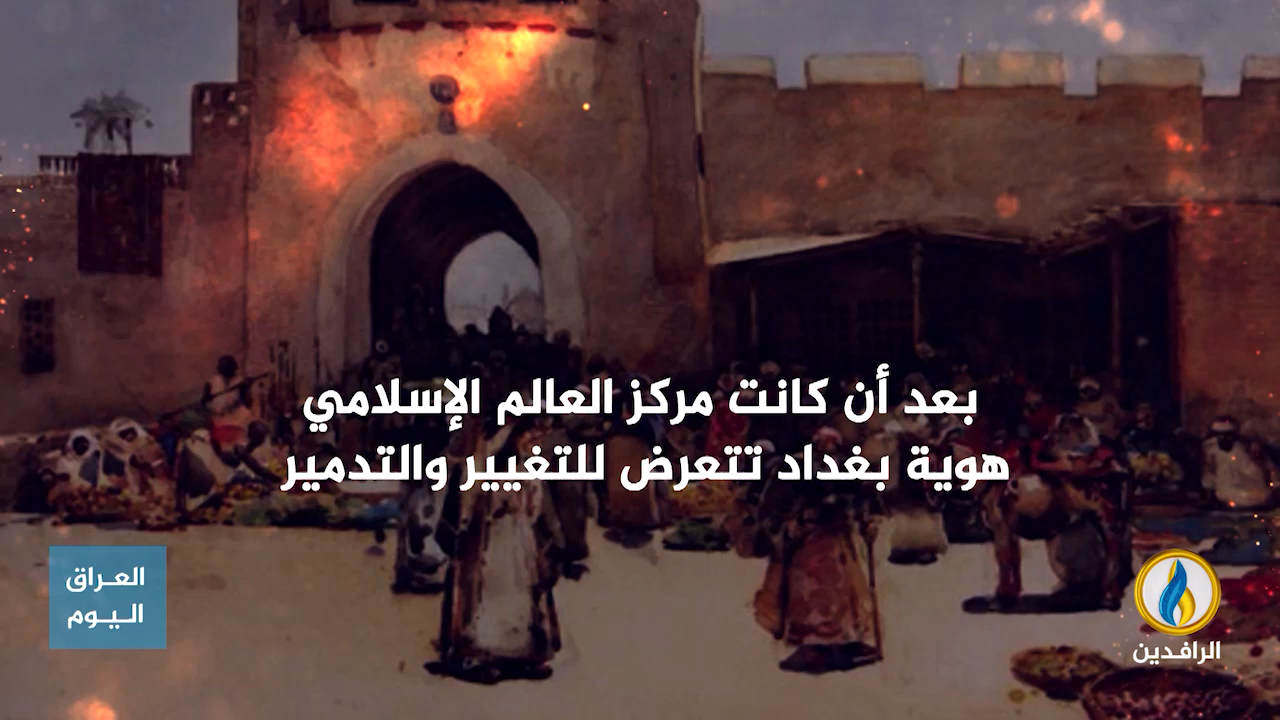 بعد أن كانت مركز العالم الإسلامي
هوية بغداد تتعرض للتغيير والتدمير
العراق
اليوم
الرافدين